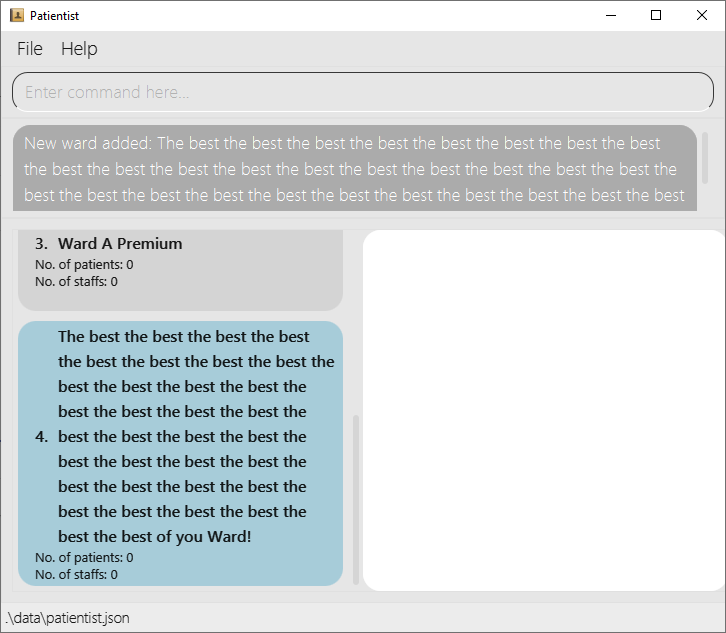 Patientist
File Help
Enter command here...
New ward added: The best the best the best the best the best the best the best the best
the best the best the best the best the best the best the best the best the best the best the
the best the best the best the best the best the best the best the best the best the best the best
3. Ward A Premium
No. of patients: 0
No. of staffs: 0
The best the best the best the best
the best the best the best the best the
best the best the best the best the
best the best the best the best the
4. best the best the best the best the
best the best the best the best the
best the best the best the best the
best the best the best the best the
best the best of you Ward!
No. of patients: 0
No. of staffs: 0
.\data\patientist.json